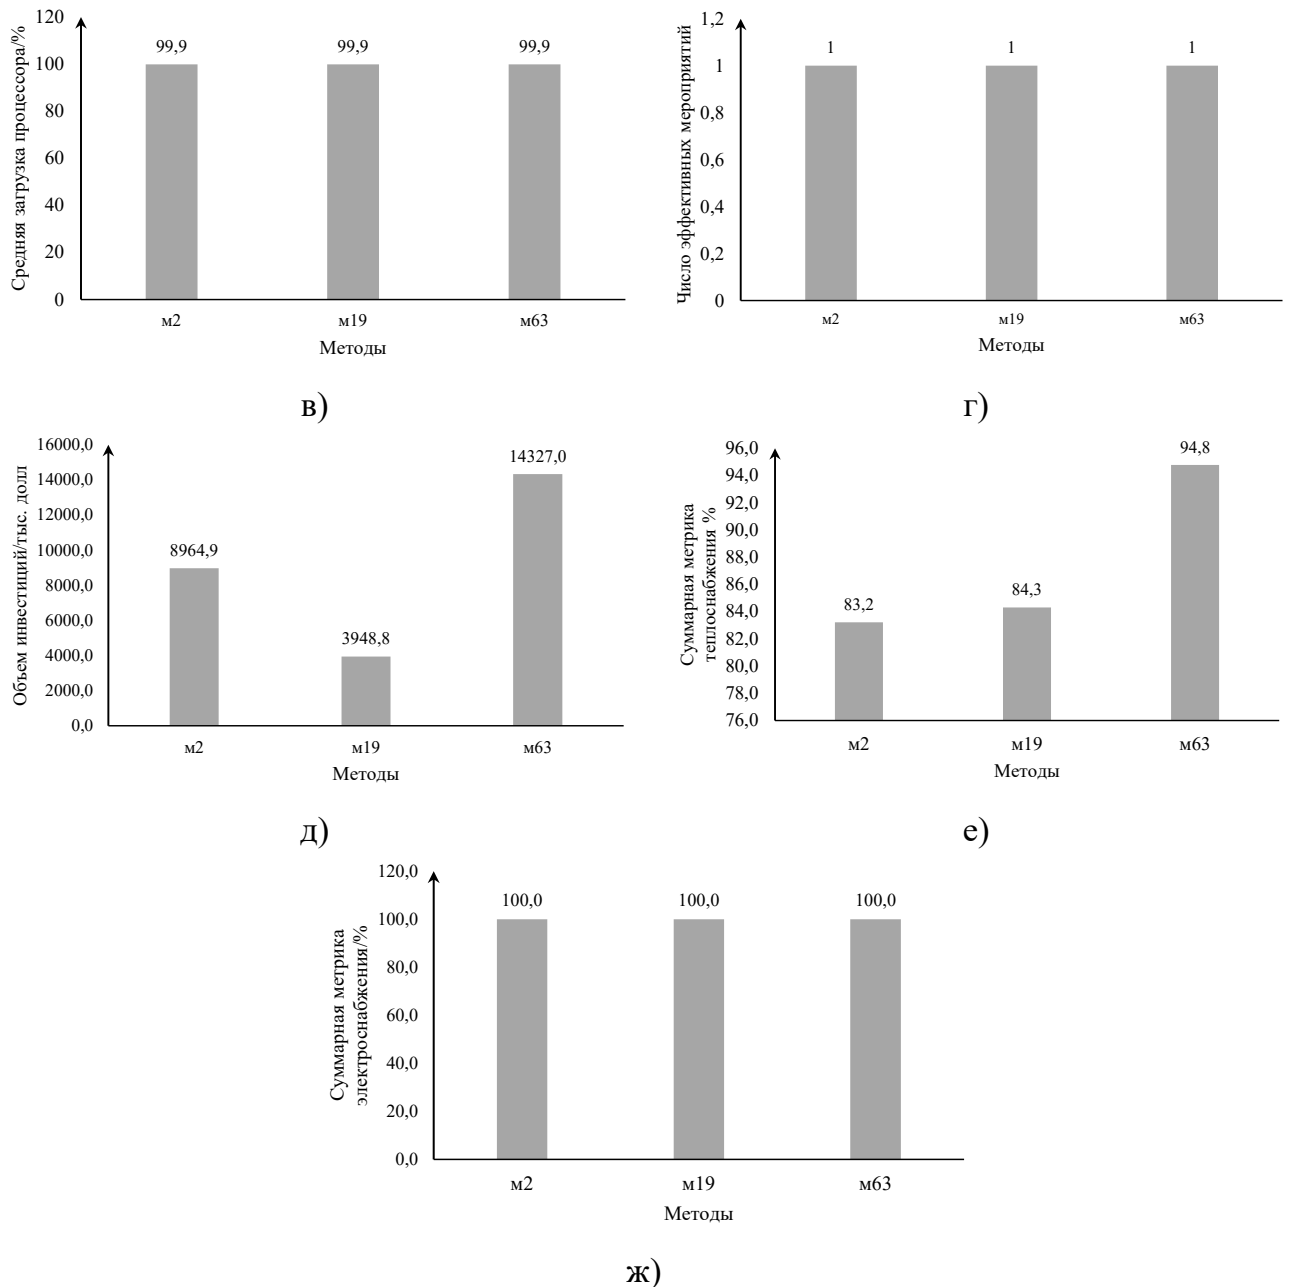 Средняя загрузка процессора/%
120
100
80
60
40
20
0
99,9
99,9
99,9
м2
м19
м63
Методы
в)
Число эффективных мероприятий
1,2
1
0,8
0,6
0,4
0,2
0
1
1
1
м2
м19
м63
Методы
г)
Объем инвестиций/тыс. долл
16000,0
14000,0
12000,0
10000,0
8000,0
6000,0
4000,0
2000,0
0,0
8964,9
3948,8
14327,0
м2
м19
м63
Методы
д)
Суммарная метрика
теплоснабжения %
96,0
94,0
92,0
90,0
88,0
86,0
84,0
82,0
80,0
78,0
76,0
83,2
84,3
94,8
м2
м19
м63
Методы
е)
Суммарная метрика
электроснабжения/%
120,0
100,0
80,0
60,0
40,0
20,0
0,0
100,0
100,0
100,0
м2
м19
м63
Методы
ж)